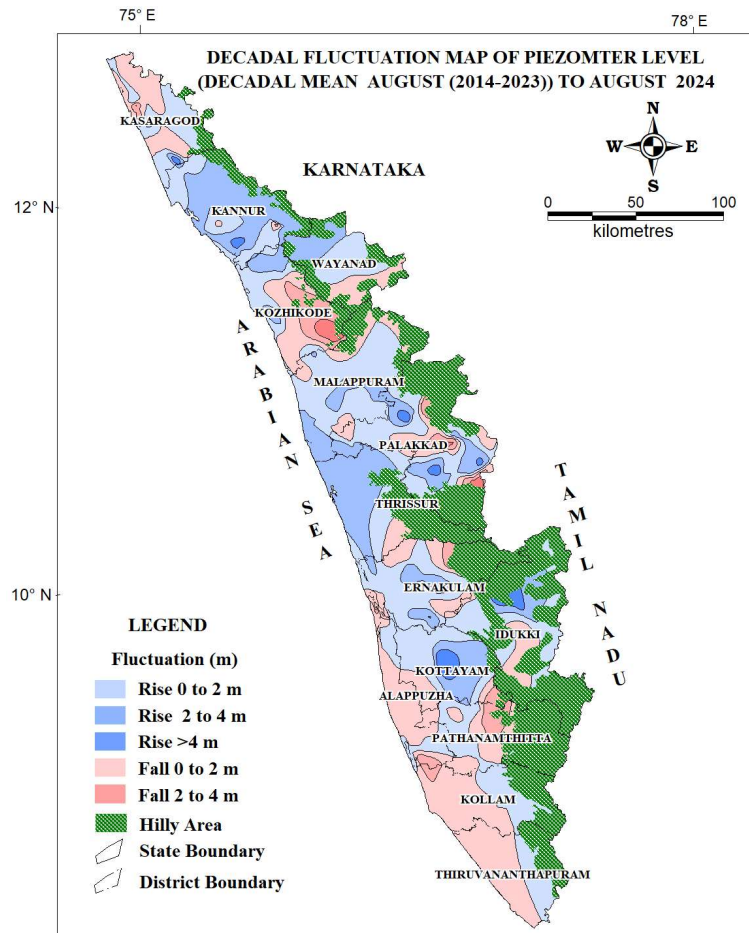 75° E
78° E
DECADAL FLUCTUATION MAP OF PIEZOMTER LEVEL
(DECADAL MEAN AUGUST (2014-2023)) TO AUGUST 2024
N
W
E
S
0 50 100
kilometres
12° N
10° N
KARNATAKA
ARABIAN SEA
TAMIL NADU
KASARAGOD
KANNUR
WAYANAD
KOZHIKODE
MALAPPURAM
PALAKKAD
THRISSUR
ERNAKULAM
IDUKKI
KOTTAYAM
ALAPPUZHA
PATHANAMTHITTA
KOLLAM
THIRUVANANTHAPURAM
LEGEND
Fluctuation (m)
Rise 0 to 2 m
Rise 2 to 4 m
Rise >4 m
Fall 0 to 2 m
Fall 2 to 4 m
Hilly Area
State Boundary
District Boundary